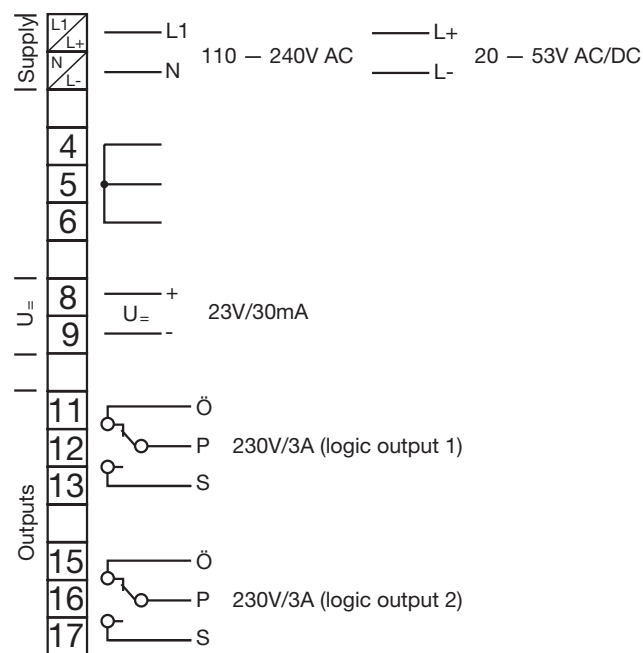 Supply
L1 L+ L1 110 – 240V AC L+ 20 – 53V AC/DC
N L- N L-
4
5
6
U=
8 + 23V/30mA
U=
9 -
Outputs
11 Ö
12 P 230V/3A (logic output 1)
13 S
15 Ö
16 P 230V/3A (logic output 2)
17 S